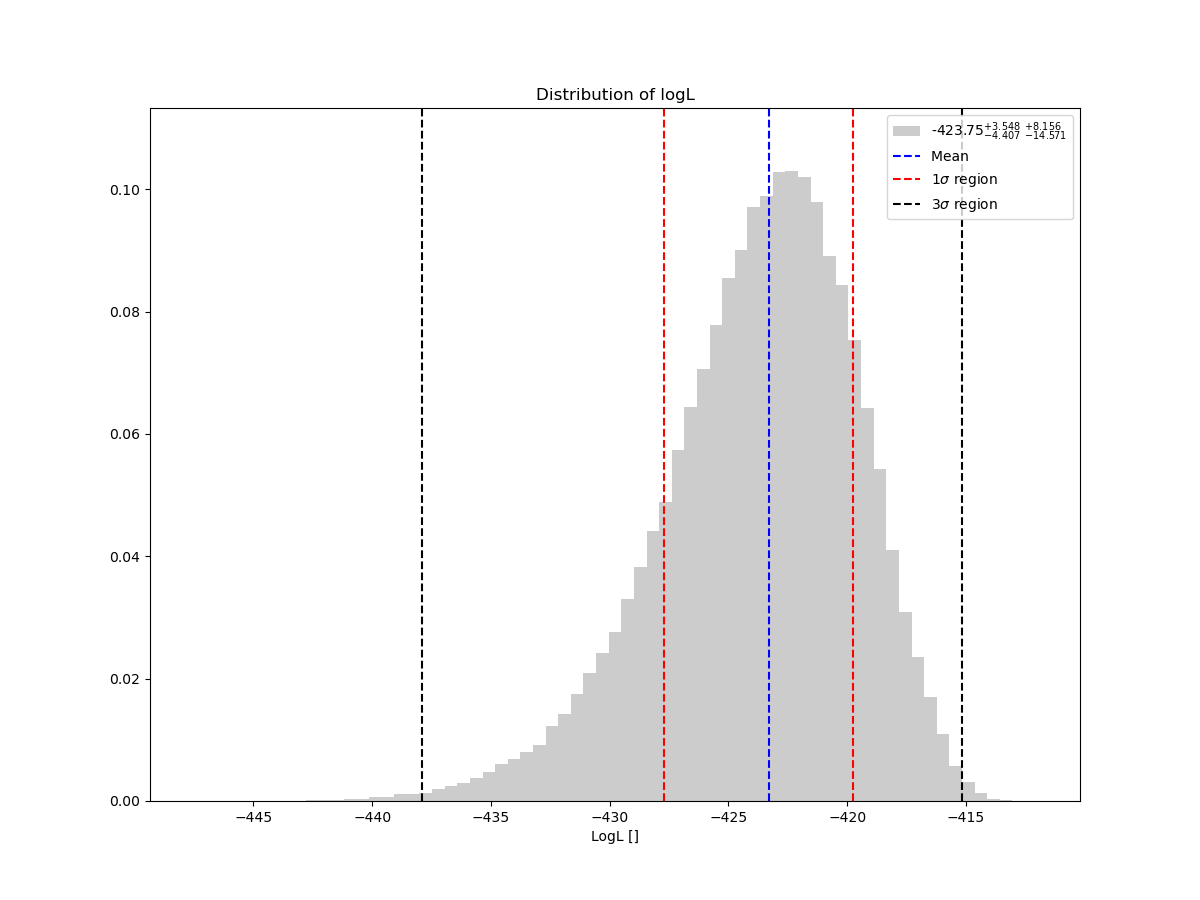 Distribution of logL
-423.75+3.548 +8.156
−4.407 −14.571
Mean
1σ region
3σ region
0.10
0.08
0.06
0.04
0.02
0.00
−445 −440 −435 −430 −425 −420 −415
LogL []